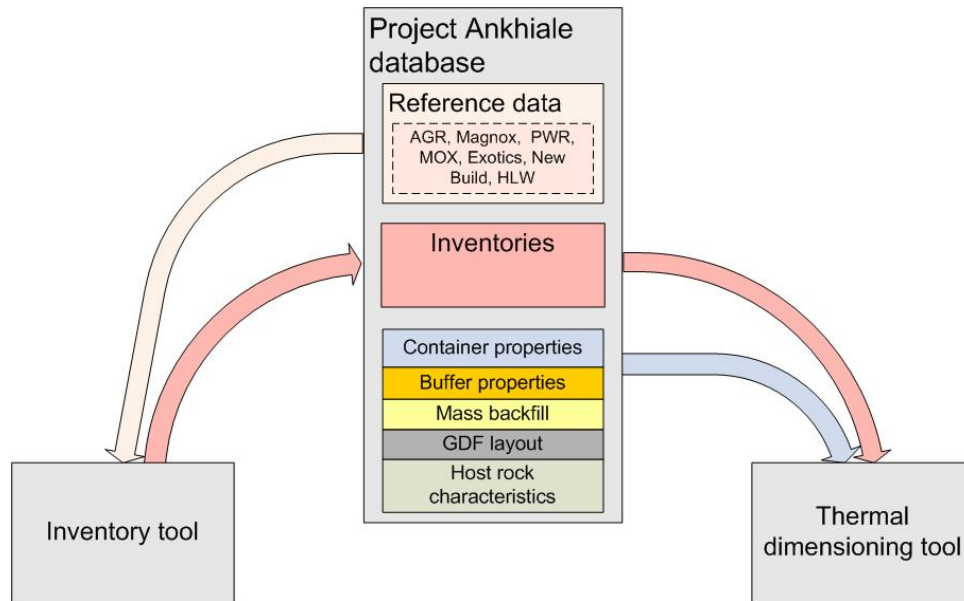 Project Ankhiale
database
Reference data
AGR, Magnox, PWR,
MOX, Exotics, New
Build, HLW
Inventories
Container properties
Buffer properties
Mass backfill
GDF layout
Host rock
characteristics
Inventory tool
Thermal
dimensioning tool